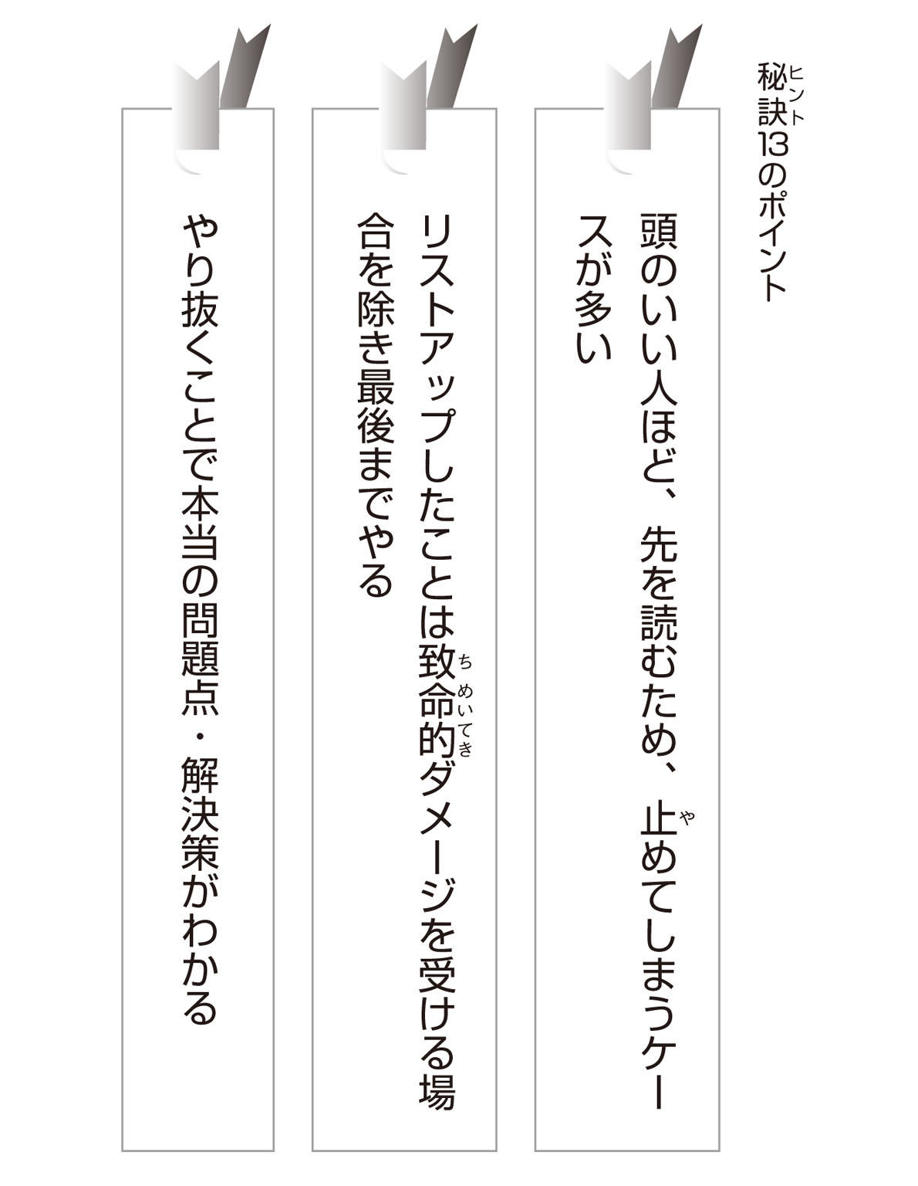 秘訣13のポイント
ヒント
頭のいい人ほど、先を読むため、止めてしまうケー
や
スが多い
リストアップしたことは致命的ダメージを受ける場
ちめいてき
合を除き最後までやる
やり抜くことで本当の問題点・解決策がわかる